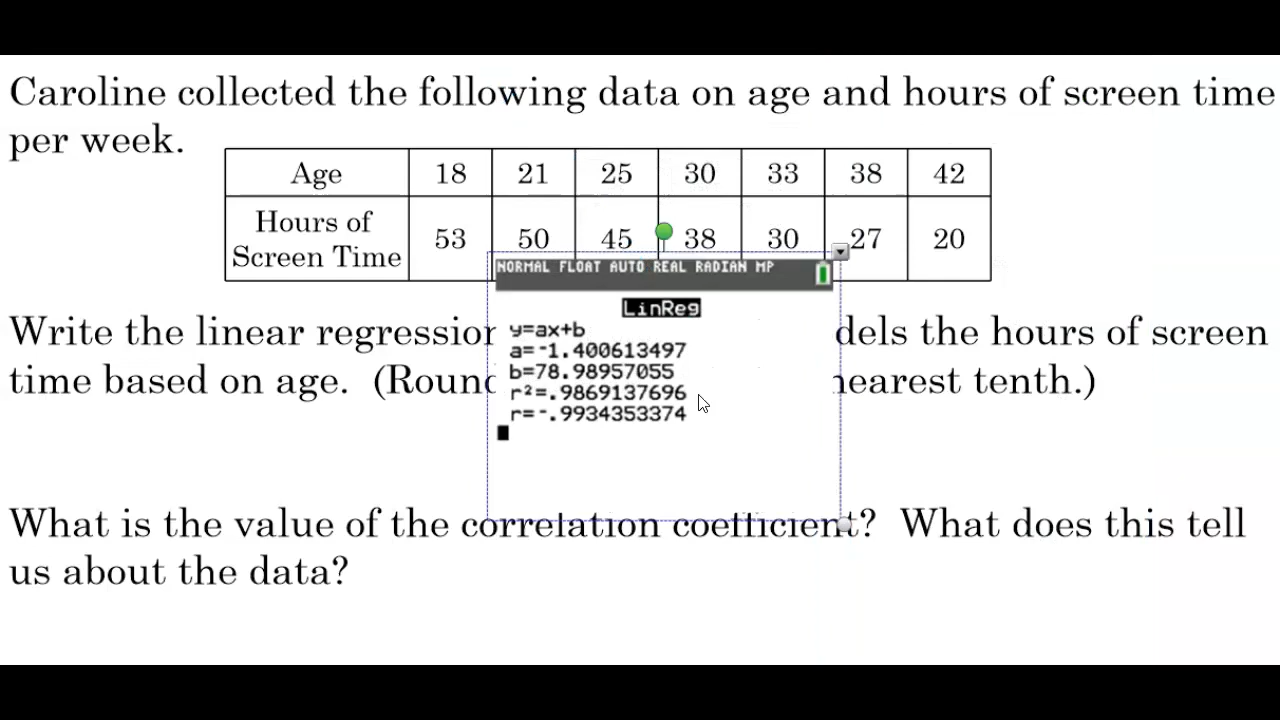 Caroline collected the following data on age and hours of screen time
per week.
Age 18 21 25 30 33 38 42
Hours of
Screen Time 53 50 45 38 30 27 20
NORMAL FLOAT AUTO REAL RADIAN MP
LinReg
y=ax+b
a=-1.400613497
b=78.98957055
r²=.9869137696
r=-.9934353374
Write the linear regression dels the hours of screen
time based on age. (Round nearest tenth.)
What is the value of the correlation coefficient? What does this tell
us about the data?